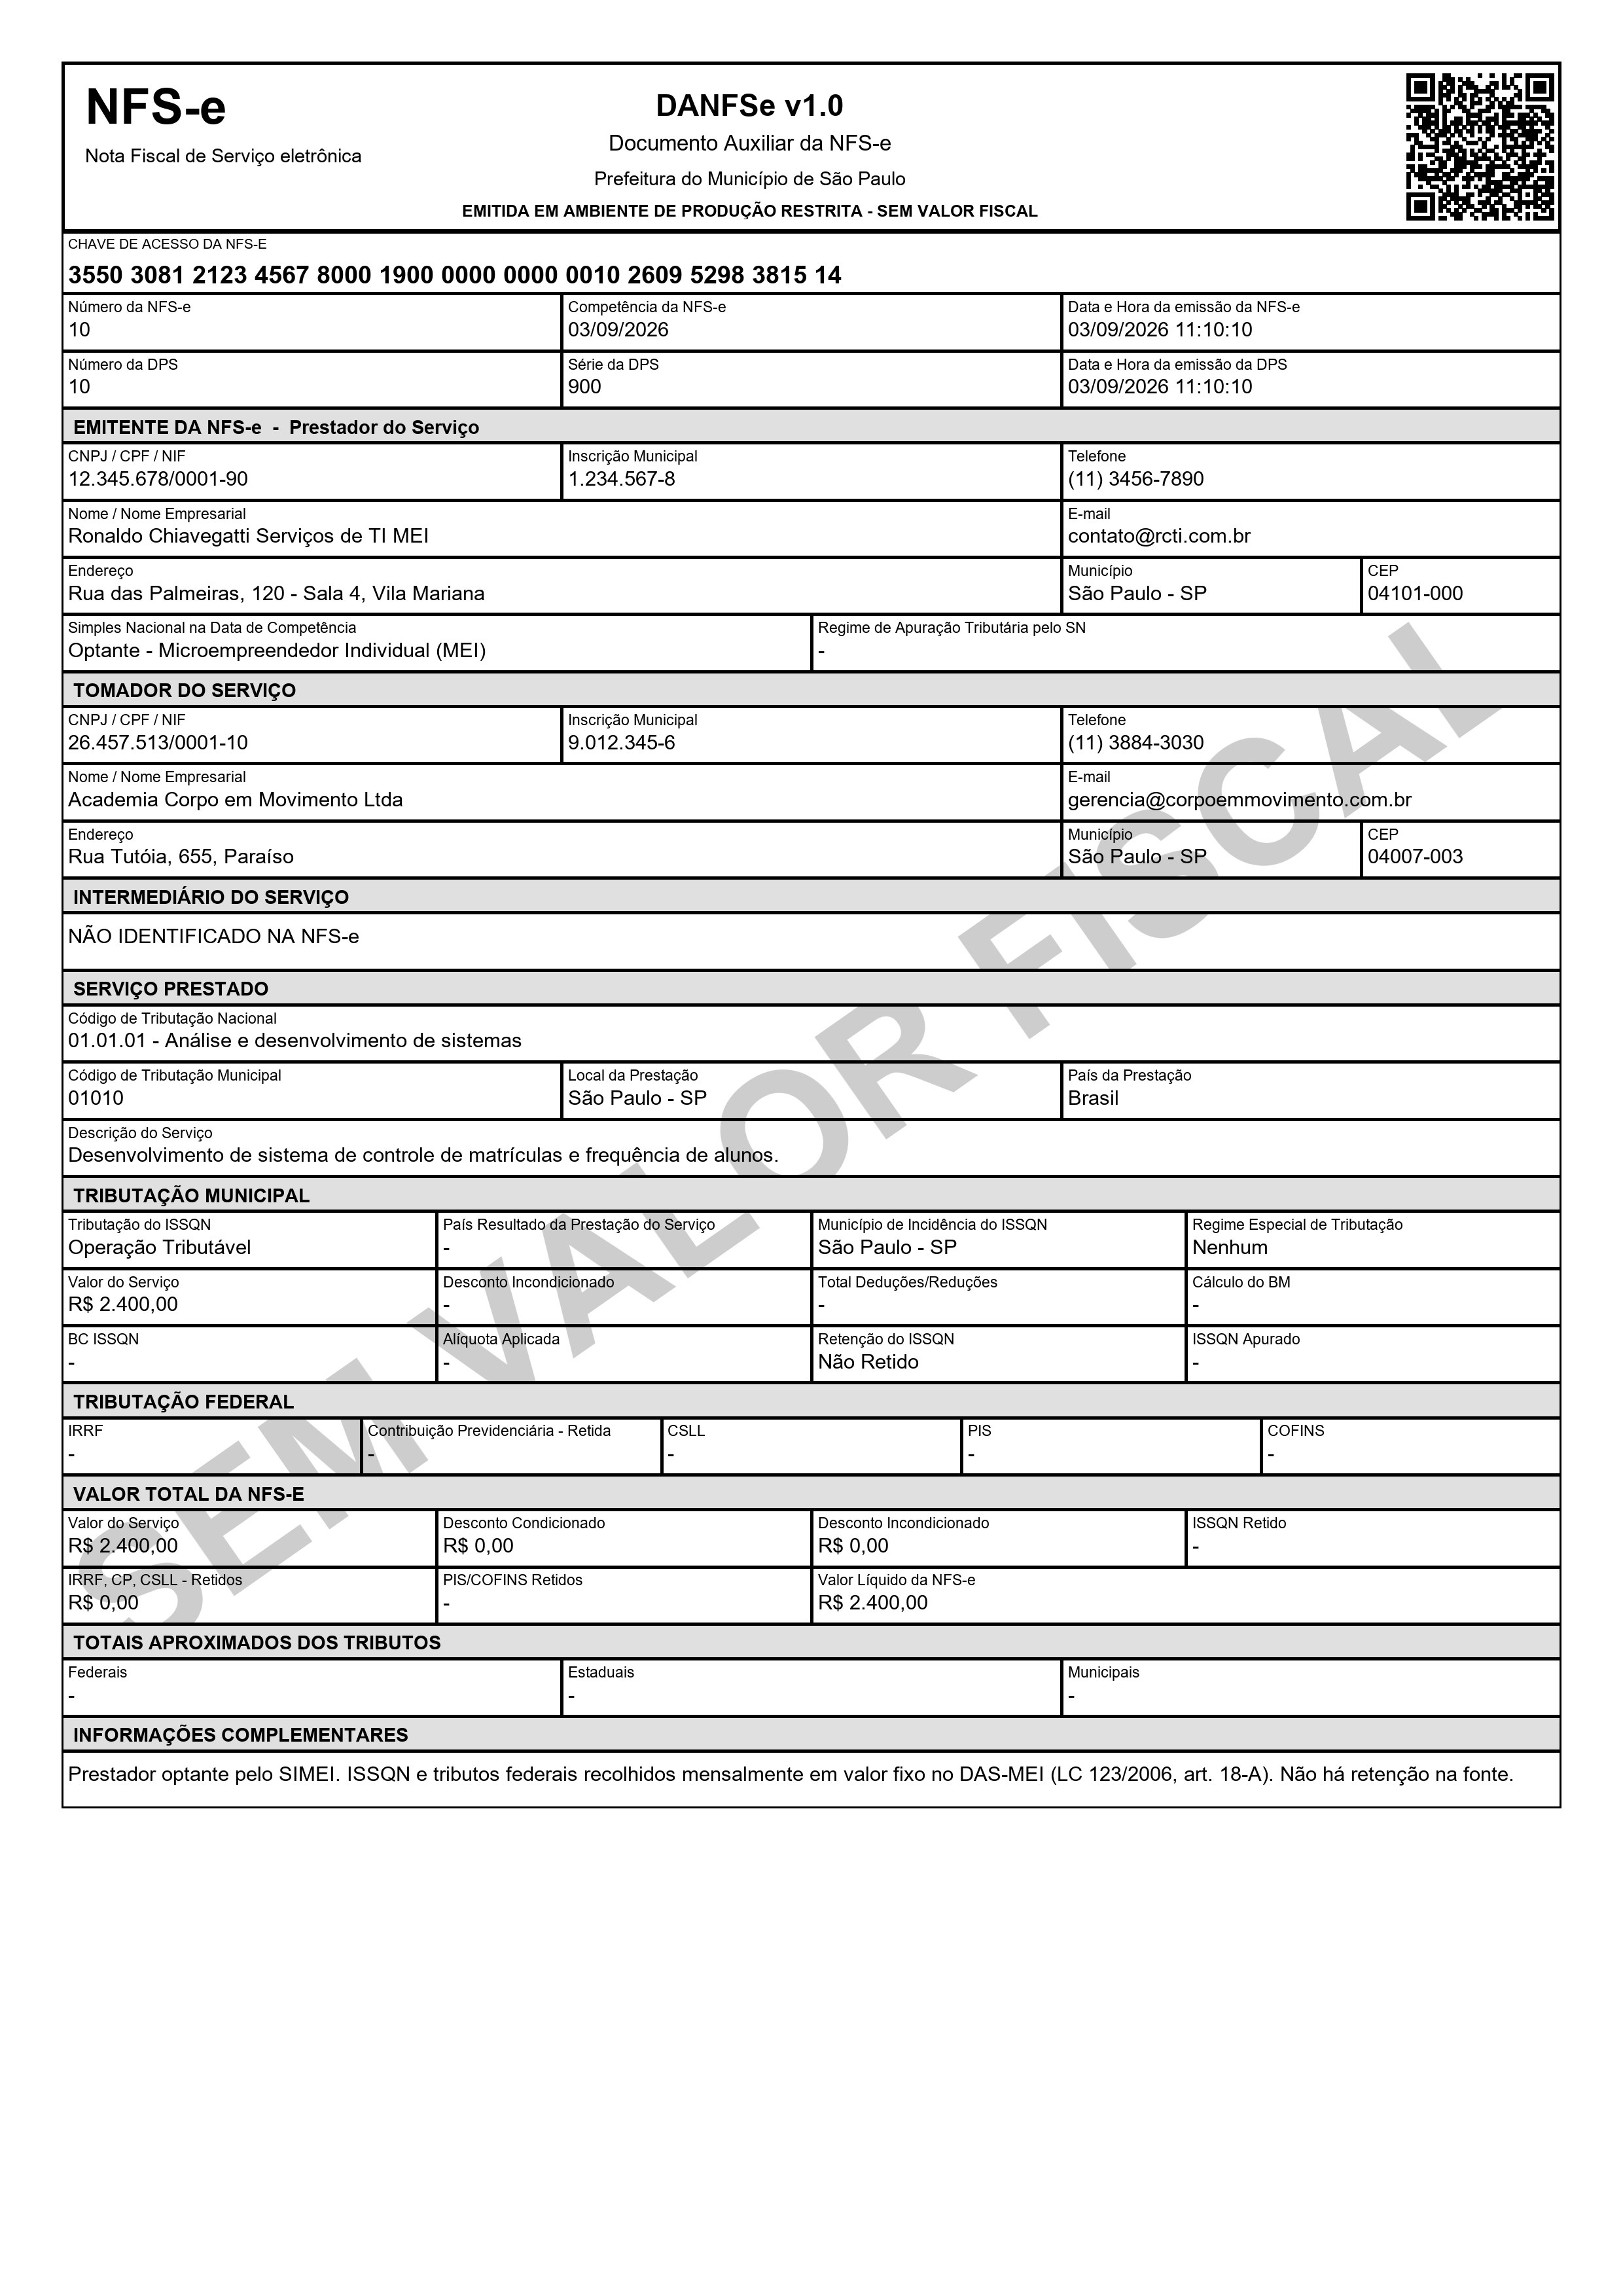 NFS-e
Nota Fiscal de Serviço eletrônica
DANFSe v1.0
Documento Auxiliar da NFS-e
Prefeitura do Município de São Paulo
EMITIDA EM AMBIENTE DE PRODUÇÃO RESTRITA - SEM VALOR FISCAL
CHAVE DE ACESSO DA NFS-E
3550 3081 2123 4567 8000 1900 0000 0000 0010 2609 5298 3815 14
Número da NFS-e
10
Competência da NFS-e
03/09/2026
Data e Hora da emissão da NFS-e
03/09/2026 11:10:10
Número da DPS
10
Série da DPS
900
Data e Hora da emissão da DPS
03/09/2026 11:10:10
EMITENTE DA NFS-e - Prestador do Serviço
CNPJ / CPF / NIF
12.345.678/0001-90
Inscrição Municipal
1.234.567-8
Telefone
(11) 3456-7890
Nome / Nome Empresarial
Ronaldo Chiavegatti Serviços de TI MEI
E-mail
contato@rcti.com.br
Endereço
Rua das Palmeiras, 120 - Sala 4, Vila Mariana
Município
São Paulo - SP
CEP
04101-000
Simples Nacional na Data de Competência
Optante - Microempreendedor Individual (MEI)
Regime de Apuração Tributária pelo SN
-
TOMADOR DO SERVIÇO
CNPJ / CPF / NIF
26.457.513/0001-10
Inscrição Municipal
9.012.345-6
Telefone
(11) 3884-3030
Nome / Nome Empresarial
Academia Corpo em Movimento Ltda
E-mail
gerencia@corpoemmovimento.com.br
Endereço
Rua Tutóia, 655, Paraíso
Município
São Paulo - SP
CEP
04007-003
INTERMEDIÁRIO DO SERVIÇO
NÃO IDENTIFICADO NA NFS-e
SERVIÇO PRESTADO
Código de Tributação Nacional
01.01.01 - Análise e desenvolvimento de sistemas
Código de Tributação Municipal
01010
Local da Prestação
São Paulo - SP
País da Prestação
Brasil
Descrição do Serviço
Desenvolvimento de sistema de controle de matrículas e frequência de alunos.
TRIBUTAÇÃO MUNICIPAL
Tributação do ISSQN
Operação Tributável
País Resultado da Prestação do Serviço
-
Município de Incidência do ISSQN
São Paulo - SP
Regime Especial de Tributação
Nenhum
Valor do Serviço
R$ 2.400,00
Desconto Incondicionado
-
Total Deduções/Reduções
-
Cálculo do BM
-
BC ISSQN
-
Alíquota Aplicada
-
Retenção do ISSQN
Não Retido
ISSQN Apurado
-
TRIBUTAÇÃO FEDERAL
IRRF
-
Contribuição Previdenciária - Retida
-
CSLL
-
PIS
-
COFINS
-
VALOR TOTAL DA NFS-E
Valor do Serviço
R$ 2.400,00
Desconto Condicionado
R$ 0,00
Desconto Incondicionado
R$ 0,00
ISSQN Retido
-
IRRF, CP, CSLL - Retidos
R$ 0,00
PIS/COFINS Retidos
-
Valor Líquido da NFS-e
R$ 2.400,00
TOTAIS APROXIMADOS DOS TRIBUTOS
Federais
-
Estaduais
-
Municipais
-
INFORMAÇÕES COMPLEMENTARES
Prestador optante pelo SIMEI. ISSQN e tributos federais recolhidos mensalmente em valor fixo no DAS-MEI (LC 123/2006, art. 18-A). Não há retenção na fonte.
SEM VALOR FISCAL